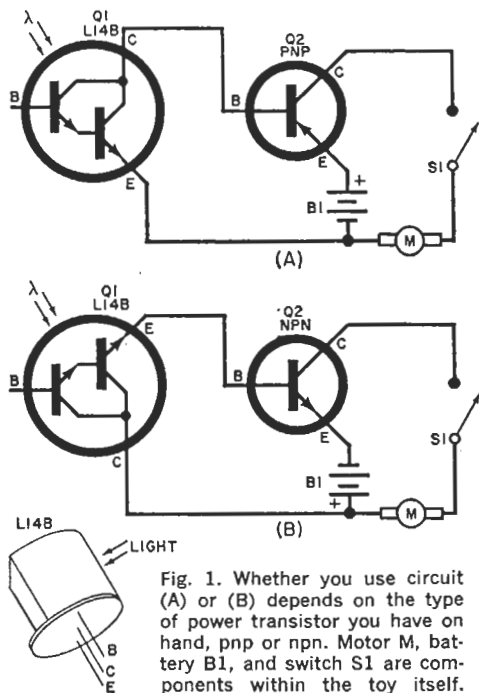 Q1
L14B
λ
C
B
E
Q2
PNP
C
B
E
+
B1
M
S1
(A)
Q1
L14B
λ
E
B
C
Q2
NPN
C
B
E
B1
+
M
S1
(B)
L14B
LIGHT
B
C
E
Fig. 1. Whether you use circuit
(A) or (B) depends on the type
of power transistor you have on
hand, pnp or npn. Motor M, bat-
tery B1, and switch S1 are com-
ponents within the toy itself.